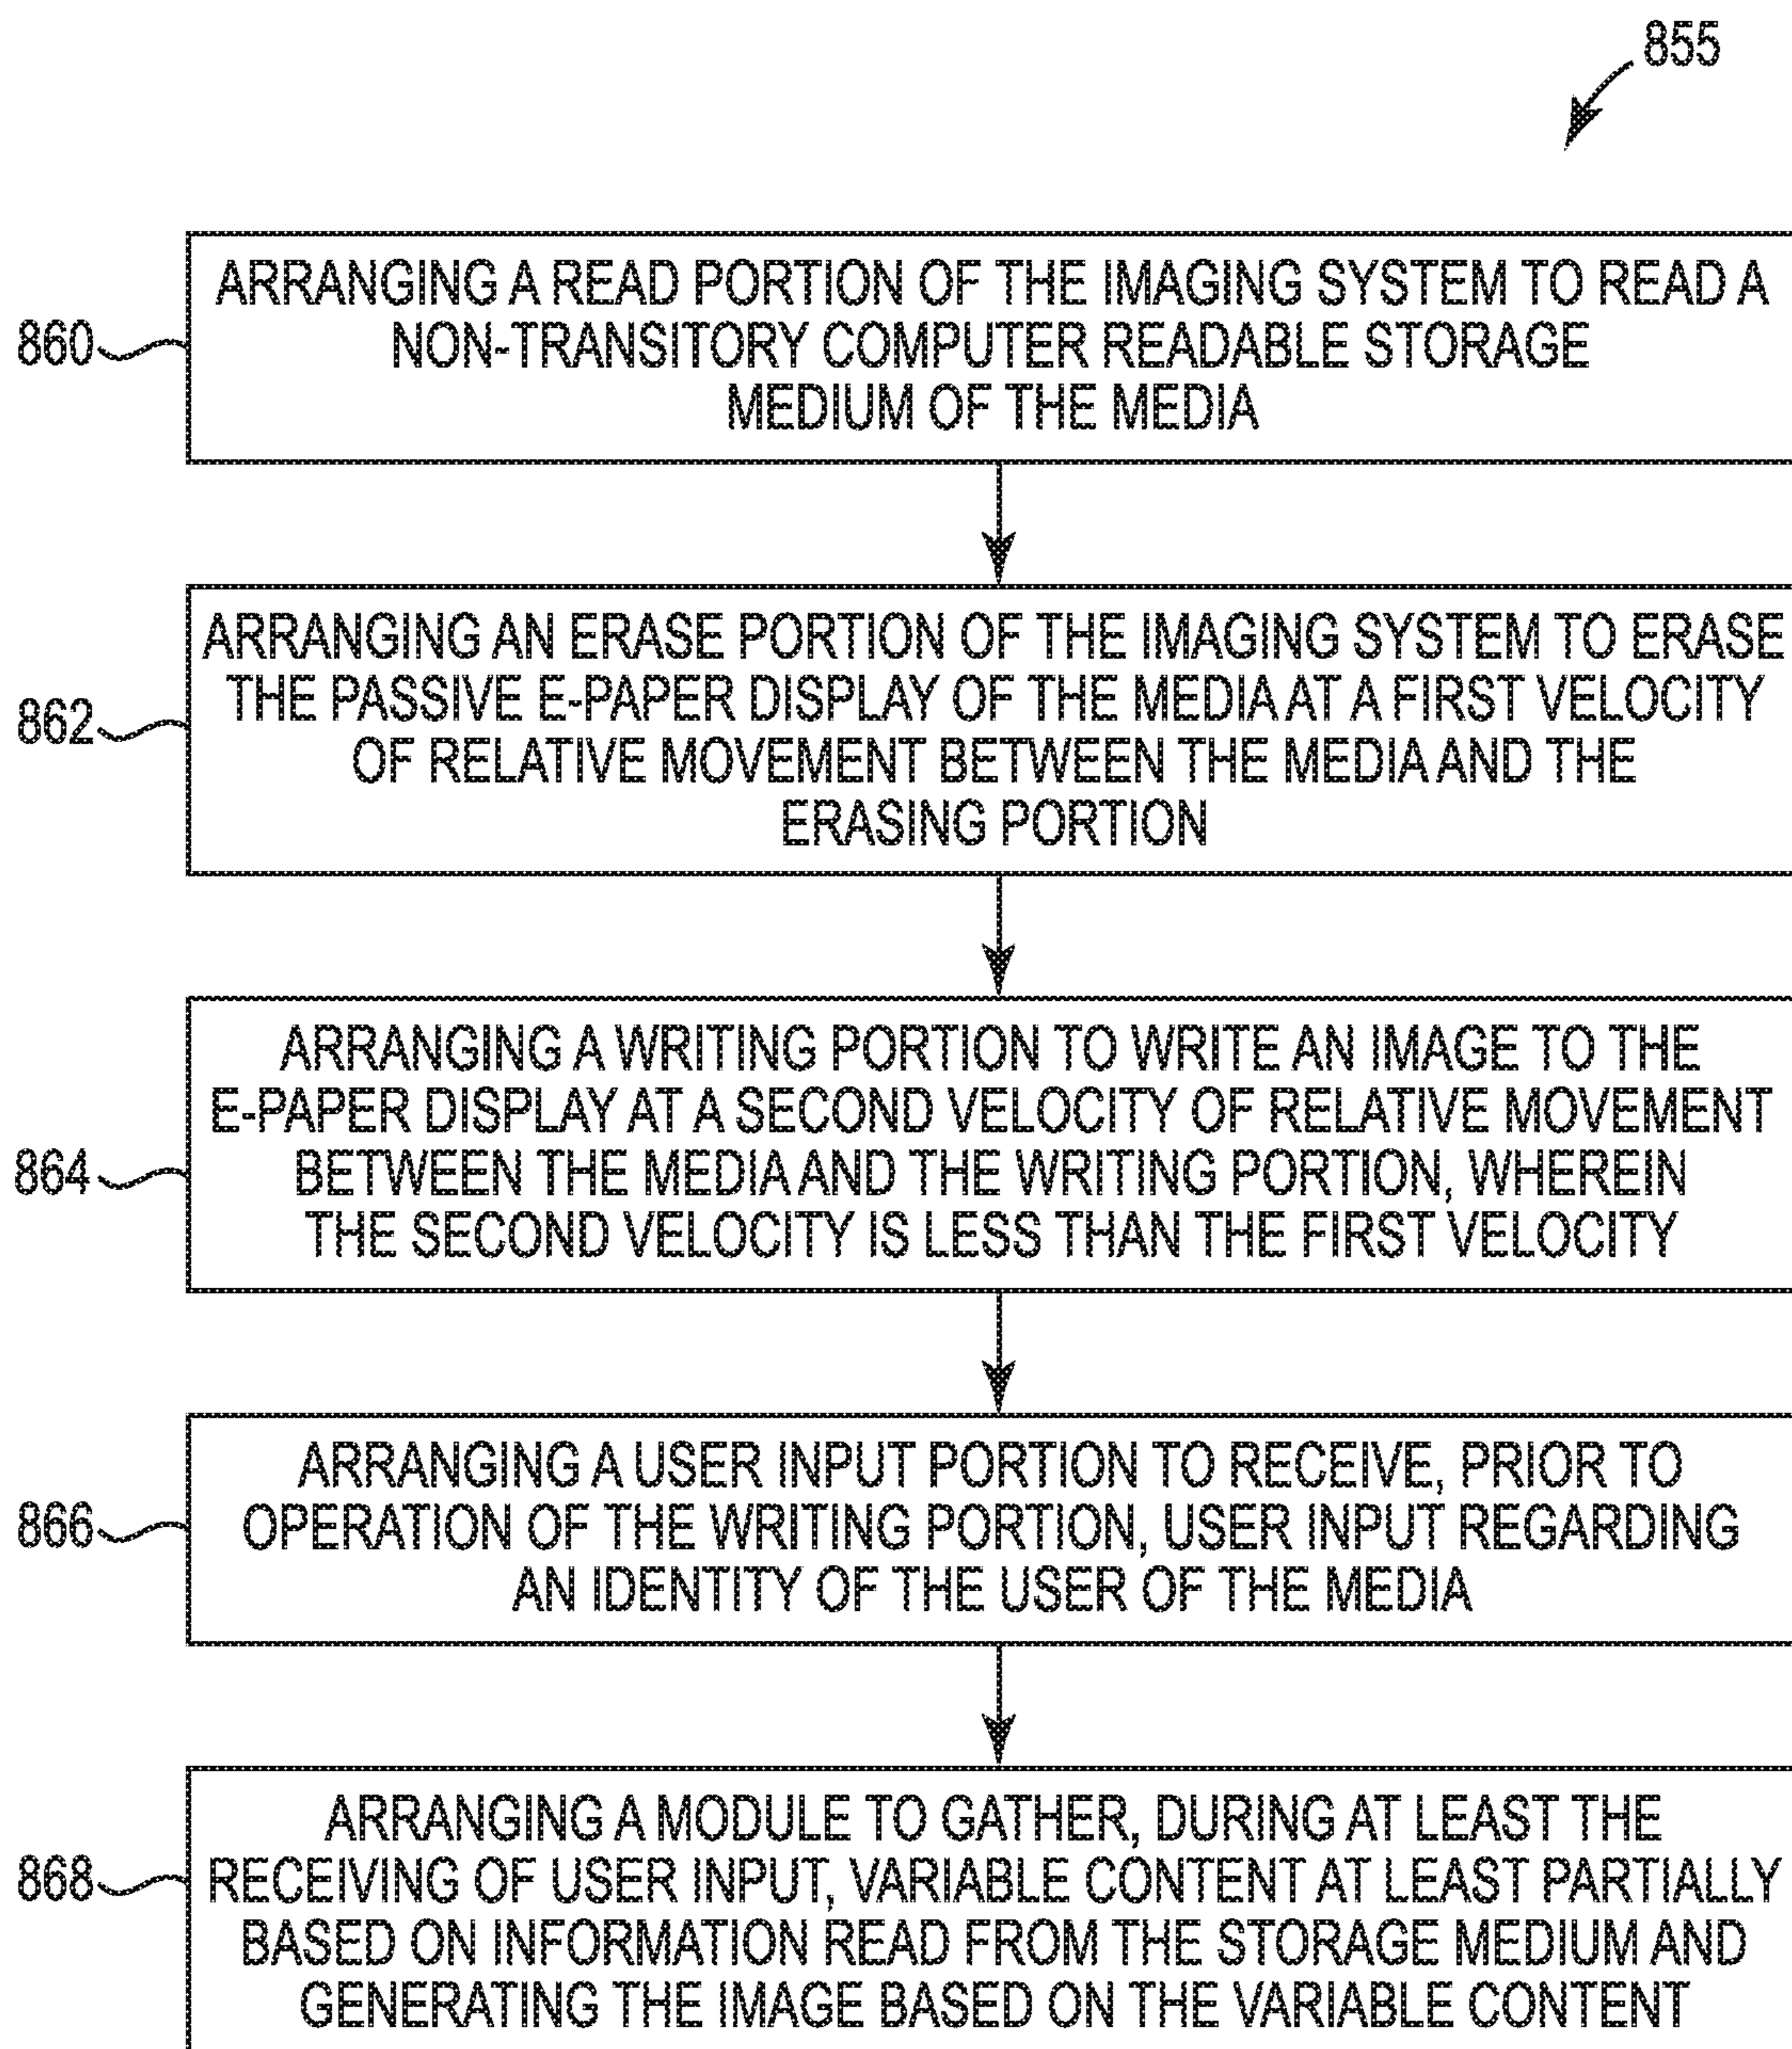 855
860
ARRANGING A READ PORTION OF THE IMAGING SYSTEM TO READ A
NON-TRANSITORY COMPUTER READABLE STORAGE
MEDIUM OF THE MEDIA
862
ARRANGING AN ERASE PORTION OF THE IMAGING SYSTEM TO ERASE
THE PASSIVE E-PAPER DISPLAY OF THE MEDIA AT A FIRST VELOCITY
OF RELATIVE MOVEMENT BETWEEN THE MEDIA AND THE
ERASING PORTION
864
ARRANGING A WRITING PORTION TO WRITE AN IMAGE TO THE
E-PAPER DISPLAY AT A SECOND VELOCITY OF RELATIVE MOVEMENT
BETWEEN THE MEDIA AND THE WRITING PORTION, WHEREIN
THE SECOND VELOCITY IS LESS THAN THE FIRST VELOCITY
866
ARRANGING A USER INPUT PORTION TO RECEIVE, PRIOR TO
OPERATION OF THE WRITING PORTION, USER INPUT REGARDING
AN IDENTITY OF THE USER OF THE MEDIA
868
ARRANGING A MODULE TO GATHER, DURING AT LEAST THE
RECEIVING OF USER INPUT, VARIABLE CONTENT AT LEAST PARTIALLY
BASED ON INFORMATION READ FROM THE STORAGE MEDIUM AND
GENERATING THE IMAGE BASED ON THE VARIABLE CONTENT